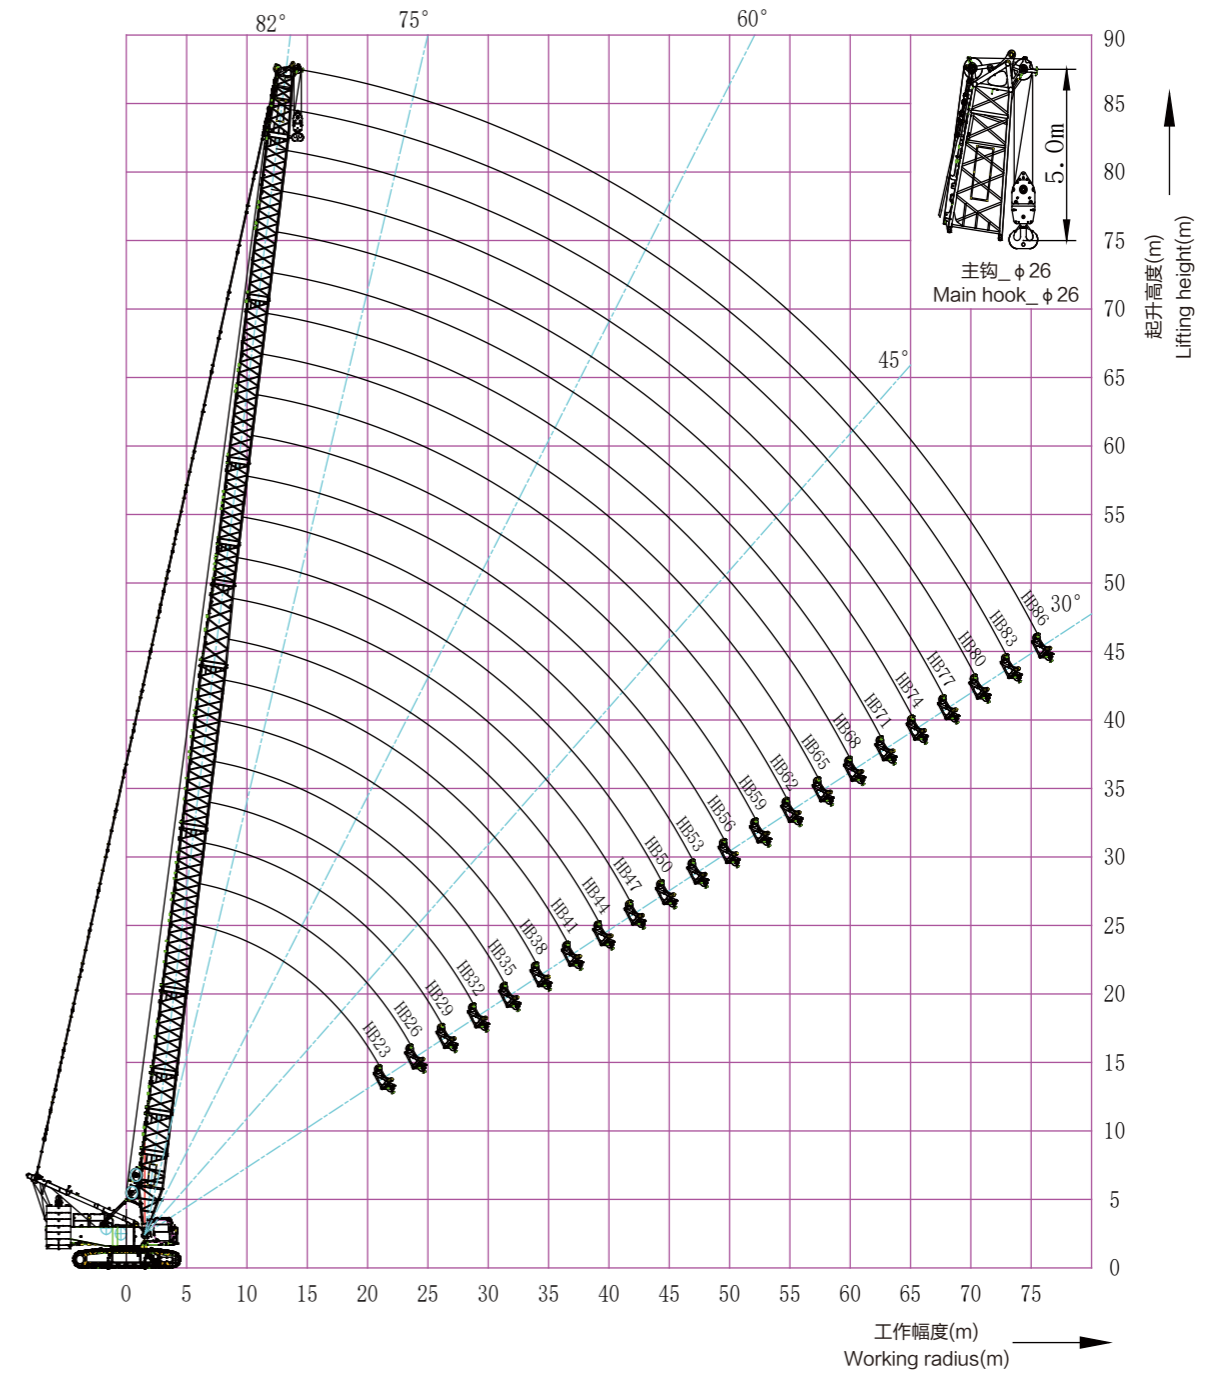 82°
75°
60°
90
85
80
75
70
65
60
55
50
45
40
35
30
25
20
15
10
5
0
5.0m
主钩_φ26
Main hook_φ26
起升高度(m)
Lifting height(m)
45°
30°
HB86
HB83
HB80
HB77
HB74
HB71
HB68
HB65
HB62
HB59
HB56
HB53
HB50
HB47
HB44
HB41
HB38
HB35
HB32
HB29
HB26
HB23
0 5 10 15 20 25 30 35 40 45 50 55 60 65 70 75
工作幅度(m)
Working radius(m)